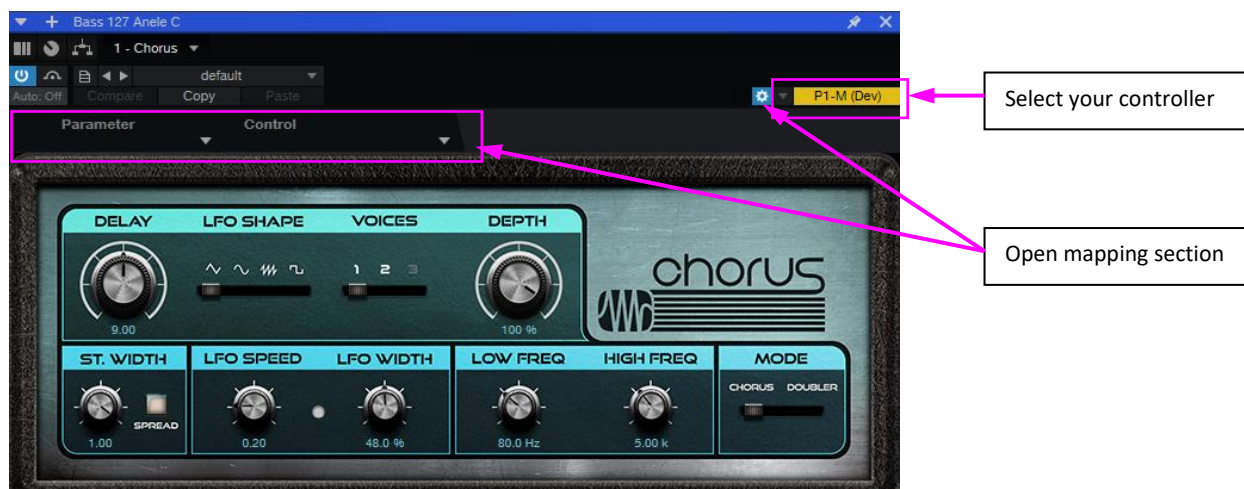 Bass 127 Anele C
1 - Chorus
default
Auto: Off Compare Copy Paste
P1-M (Dev)
Select your controller
Parameter Control
Open mapping section
DELAY LFO SHAPE VOICES DEPTH
1 2 3
chorus
9.00 100 %
ST. WIDTH LFO SPEED LFO WIDTH LOW FREQ HIGH FREQ MODE
CHORUS DOUBLER
SPREAD
1.00 0.20 48.0 % 80.0 Hz 5.00 k